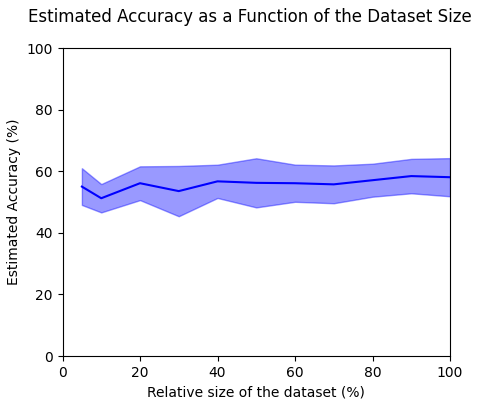 Estimated Accuracy as a Function of the Dataset Size
100
80
60
40
20
0
Estimated Accuracy (%)
0 20 40 60 80 100
Relative size of the dataset (%)